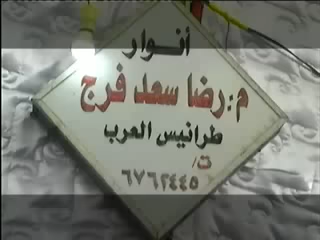 أنوار
م: رضا سعد فرج
طرانيس العرب
ت/
٦٧٦٢٤٤٥